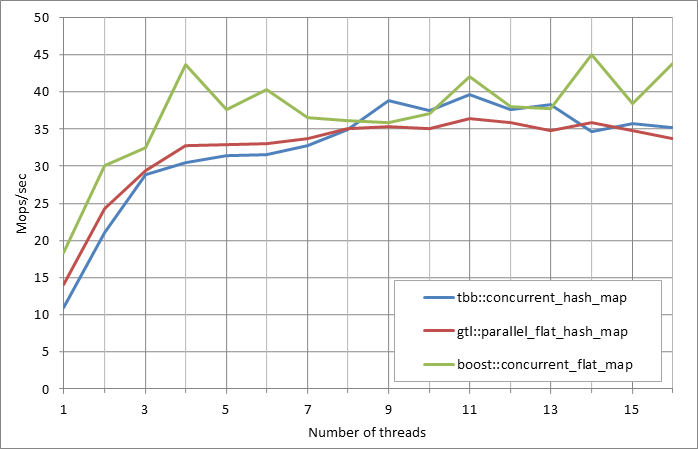 50
45
40
35
30
25
20
15
10
5
0
Mops/sec
tbb::concurrent_hash_map
gtl::parallel_flat_hash_map
boost::concurrent_flat_map
1 3 5 7 9 11 13 15
Number of threads